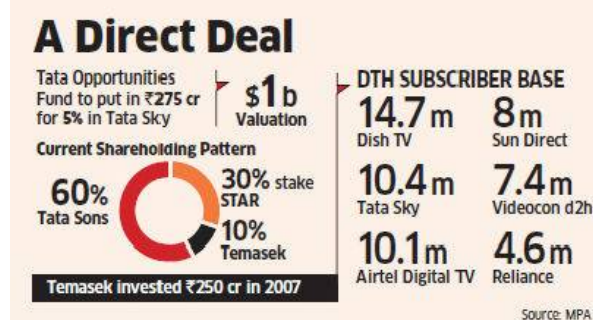 A Direct Deal
Tata Opportunities
Fund to put in ₹275 cr
for 5% in Tata Sky
$1b
Valuation
Current Shareholding Pattern
60%
Tata Sons
30% stake
STAR
10%
Temasek
Temasek invested ₹250 cr in 2007
DTH SUBSCRIBER BASE
14.7m
Dish TV
8m
Sun Direct
10.4m
Tata Sky
7.4m
Videocon d2h
10.1m
Airtel Digital TV
4.6m
Reliance
Source: MPA